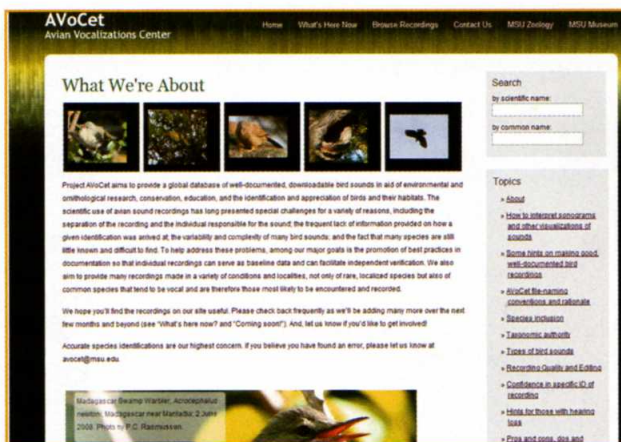 AVoCet
Avian Vocalizations Center
Home What's Here Now Browse Recordings Contact Us MSU Zoology MSU Museum
What We're About
Project AVoCet aims to provide a global database of well-documented, downloadable bird sounds in aid of environmental and
ornithological research, conservation, education, and the identification and appreciation of birds and their habitats. The
scientific use of avian sound recordings has long presented special challenges for a variety of reasons, including the
separation of the recording and the individual responsible for the sound; the frequent lack of information provided on how a
given identification was arrived at; the variability and complexity of many bird sounds; and the fact that many species are still
little known and difficult to find. To help address these problems, among our major goals is the promotion of best practices in
documentation so that individual recordings can serve as baseline data and can facilitate independent verification. We also
aim to provide many recordings made in a variety of conditions and localities, not only of rare, localized species but also of
common species that tend to be vocal and are therefore those most likely to be encountered and recorded.
We hope you'll find the recordings on our site useful. Please check back frequently as we'll be adding many more over the next
few months and beyond (see "What's here now? and "Coming soon!"). And, let us know if you'd like to get involved!
Accurate species identifications are our highest concern. If you believe you have found an error, please let us know at
avocet@msu.edu.
Madagascar Swamp Warbler, Acrocephalus
newtoni; Madagascar near Mantadia; 2 June
2008. Photo by P.C. Rasmussen.
Search
by scientific name:
by common name:
Topics
» About
» How to interpret sonograms
and other visualizations of
sounds
» Some hints on making good,
well-documented bird
recordings
» AVoCet file-naming
conventions and rationale
» Species inclusion
» Taxonomic authority
» Types of bird sounds
» Recording Quality and Editing
» Confidence in specific ID of
recording
» Hints for those with hearing
loss
» Pros and cons, dos and